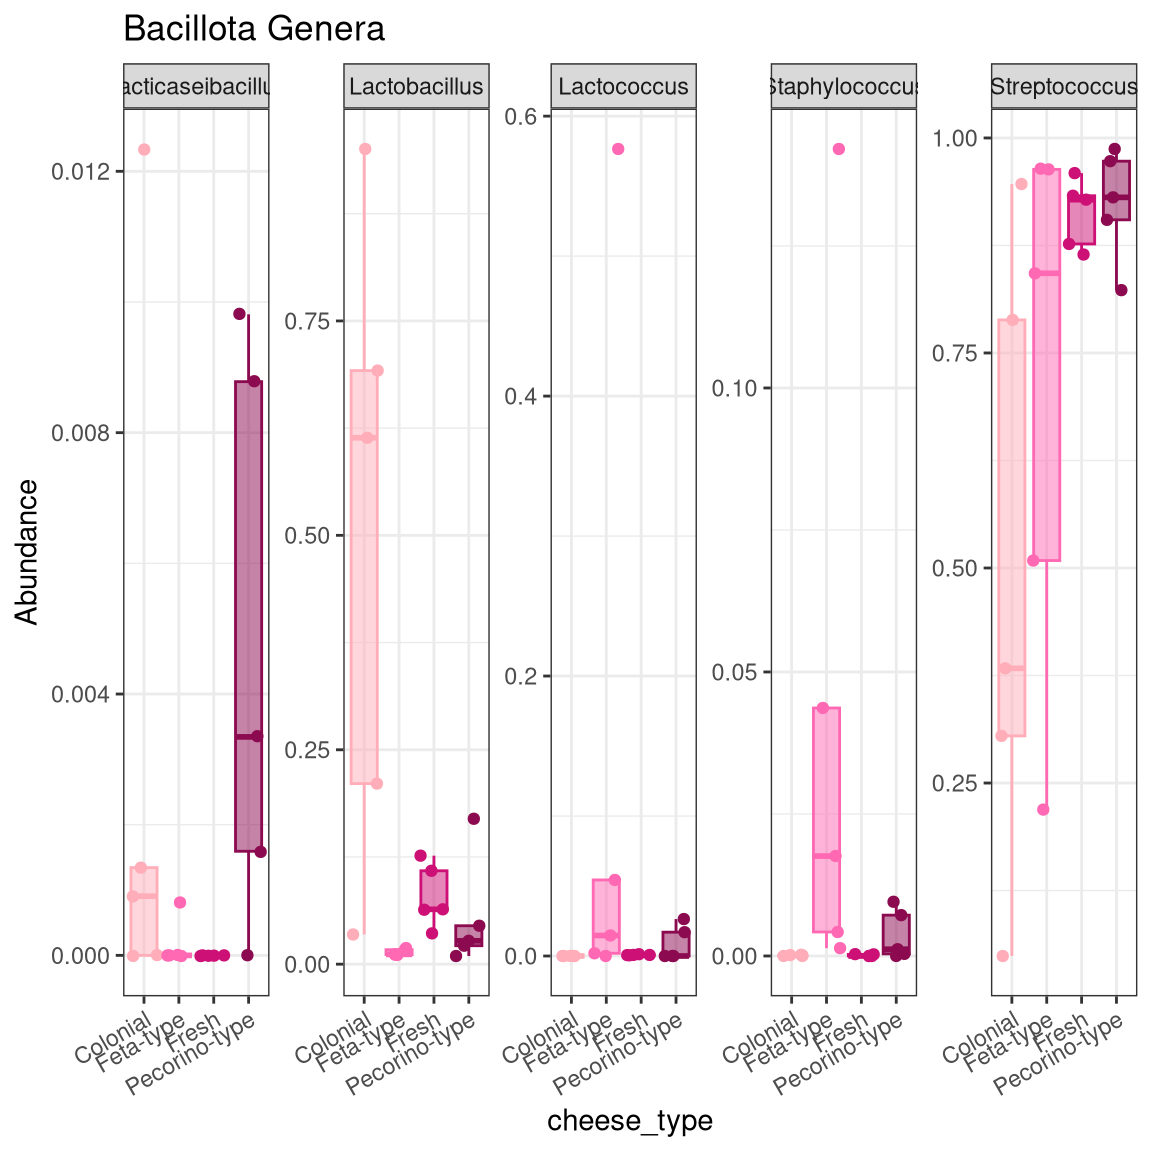 Bacillota Genera
acticaseibacillu
Lactobacillus
Lactococcus
Staphylococcus
Streptococcus
Abundance
0.012
0.008
0.004
0.000
0.75
0.50
0.25
0.00
0.6
0.4
0.2
0.0
0.10
0.05
0.00
1.00
0.75
0.50
0.25
Colonial
Feta-type
Fresh
Pecorino-type
Colonial
Feta-type
Fresh
Pecorino-type
Colonial
Feta-type
Fresh
Pecorino-type
Colonial
Feta-type
Fresh
Pecorino-type
Colonial
Feta-type
Fresh
Pecorino-type
cheese_type